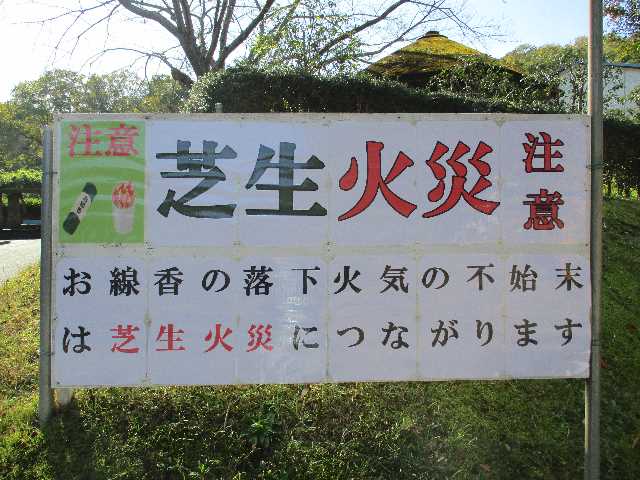 注意
芝生火災
注意
お線香の落下火気の不始末
は芝生火災につながります